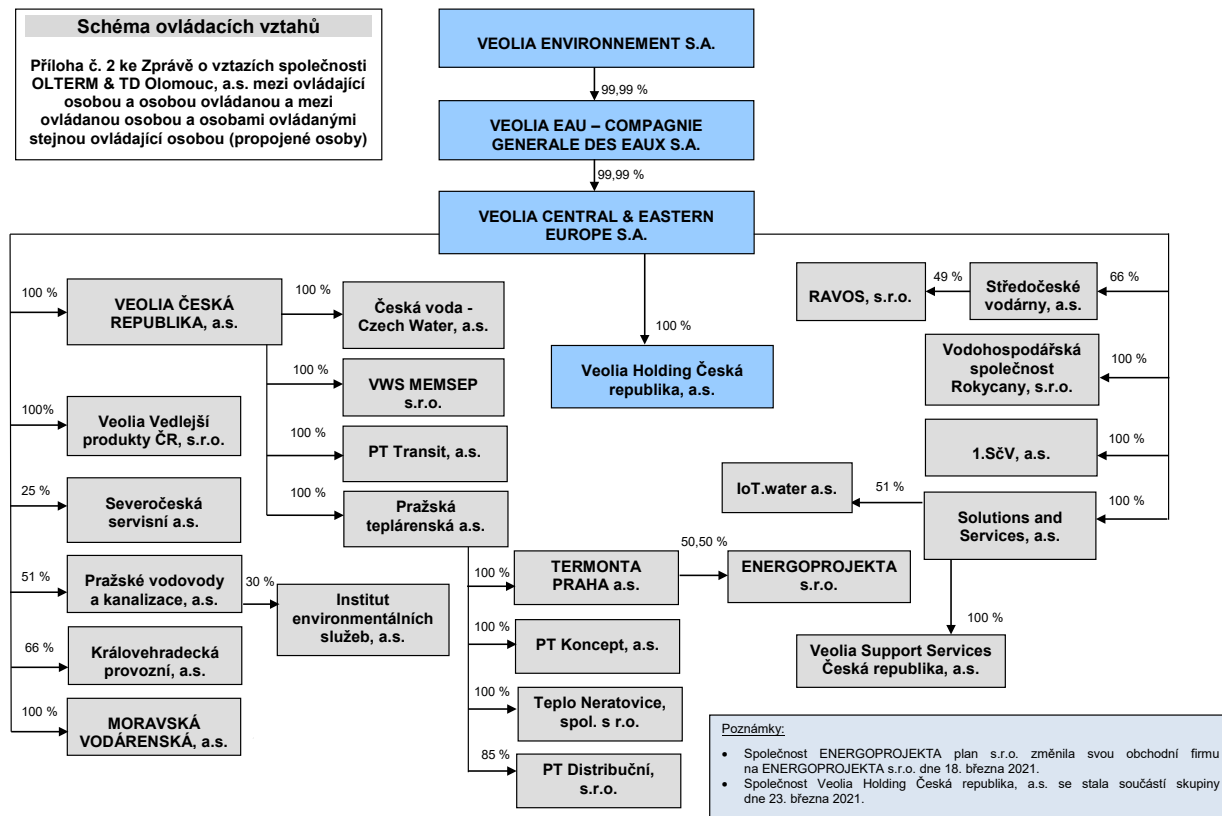 Schéma ovládacích vztahů
Příloha č. 2 ke Zprávě o vztazích společnosti
OLTERM & TD Olomouc, a.s. mezi ovládající
osobou a osobou ovládanou a mezi
ovládanou osobou a osobami ovládanými
stejnou ovládající osobou (propojené osoby)
VEOLIA ENVIRONNEMENT S.A.
99,99 %
VEOLIA EAU – COMPAGNIE
GENERALE DES EAUX S.A.
99,99 %
VEOLIA CENTRAL & EASTERN
EUROPE S.A.
100 %
VEOLIA ČESKÁ
REPUBLIKA, a.s.
100 %
Česká voda -
Czech Water, a.s.
100 %
VWS MEMSEP
s.r.o.
100 %
PT Transit, a.s.
100 %
Pražská
teplárenská a.s.
100%
Veolia Vedlejší
produkty ČR, s.r.o.
25 %
Severočeská
servisní a.s.
51 %
Pražské vodovody
a kanalizace, a.s.
30 %
Institut
environmentálních
služeb, a.s.
66 %
Královehradecká
provozní, a.s.
100 %
MORAVSKÁ
VODÁRENSKÁ, a.s.
100 %
TERMONTA
PRAHA a.s.
50,50 %
ENERGOPROJEKTA
s.r.o.
100 %
PT Koncept, a.s.
100 %
Teplo Neratovice,
spol. s r.o.
85 %
PT Distribuční,
s.r.o.
100 %
Veolia Holding Česká
republika, a.s.
66 %
Středočeské
vodárny, a.s.
49 %
RAVOS, s.r.o.
100 %
Vodohospodářská
společnost
Rokycany, s.r.o.
100 %
1.SčV, a.s.
100 %
Solutions and
Services, a.s.
51 %
IoT.water a.s.
100 %
Veolia Support Services
Česká republika, a.s.
Poznámky:
• Společnost ENERGOPROJEKTA plan s.r.o. změnila svou obchodní firmu
na ENERGOPROJEKTA s.r.o. dne 18. března 2021.
• Společnost Veolia Holding Česká republika, a.s. se stala součástí skupiny
dne 23. března 2021.